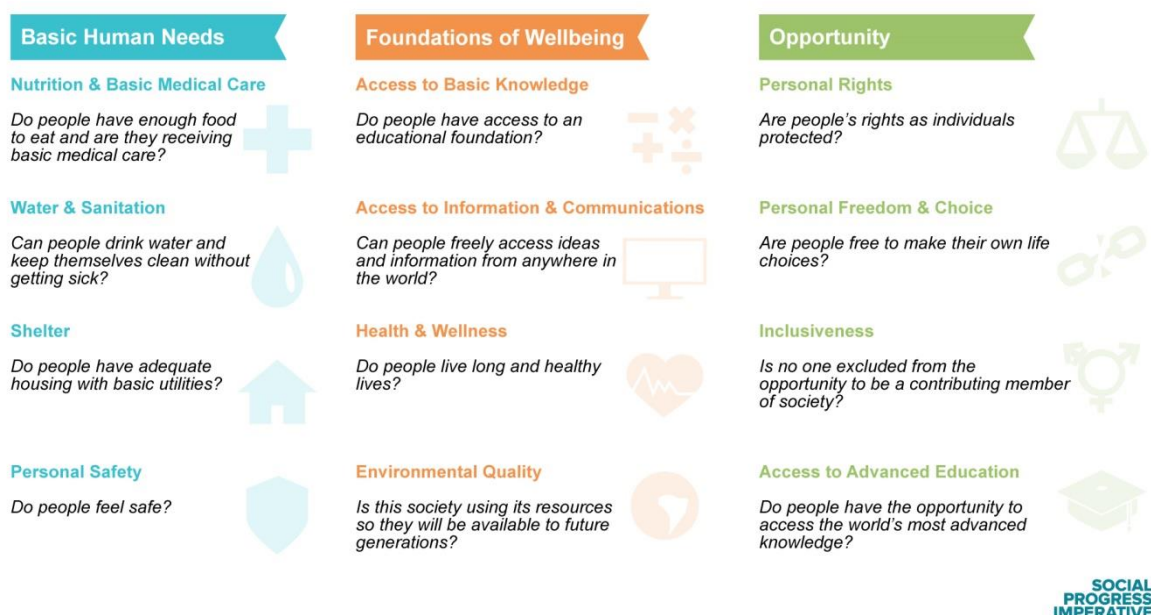 Basic Human Needs
Nutrition & Basic Medical Care
Do people have enough food
to eat and are they receiving
basic medical care?
Water & Sanitation
Can people drink water and
keep themselves clean without
getting sick?
Shelter
Do people have adequate
housing with basic utilities?
Personal Safety
Do people feel safe?
Foundations of Wellbeing
Access to Basic Knowledge
Do people have access to an
educational foundation?
Access to Information & Communications
Can people freely access ideas
and information from anywhere in
the world?
Health & Wellness
Do people live long and healthy
lives?
Environmental Quality
Is this society using its resources
so they will be available to future
generations?
Opportunity
Personal Rights
Are people’s rights as individuals
protected?
Personal Freedom & Choice
Are people free to make their own life
choices?
Inclusiveness
Is no one excluded from the
opportunity to be a contributing member
of society?
Access to Advanced Education
Do people have the opportunity to
access the world’s most advanced
knowledge?
SOCIAL
PROGRESS
IMPERATIVE